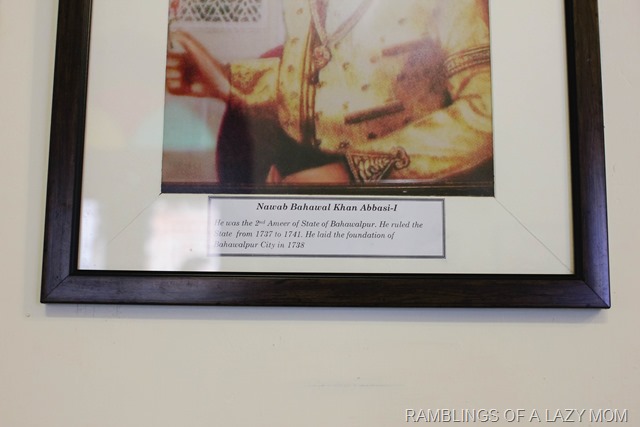 Nawab Bahawal Khan Abbasi-I
He was the 2nd Ameer of State of Bahawalpur. He ruled the
State from 1737 to 1741. He laid the foundation of
Bahawalpur City in 1738
RAMBLINGS OF A LAZY MOM